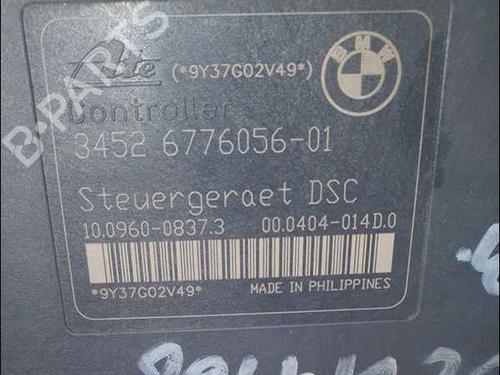 Ate (*9Y37G02V49*) BMW
Controller
3452 6776056-01
Steuergeraet DSC
10.0960-0837.3 00.0404-014D.0
*9Y37G02V49* MADE IN PHILIPPINES
B-PARTS